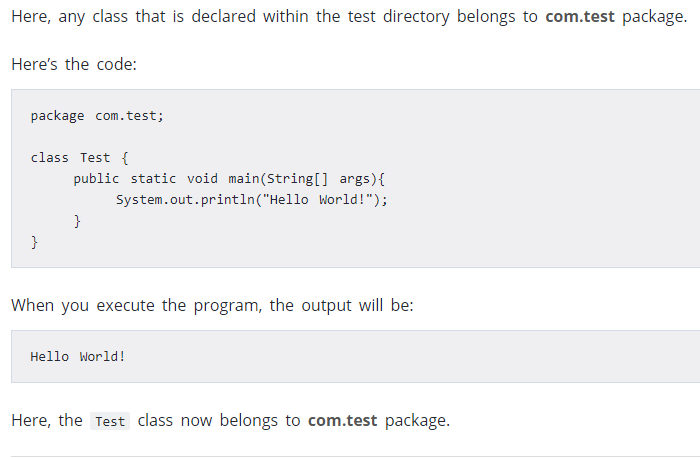 Here, any class that is declared within the test directory belongs to com.test package.
Here’s the code:
package com.test;
class Test {
public static void main(String[] args){
System.out.println("Hello World!");
}
}
When you execute the program, the output will be:
Hello World!
Here, the Test class now belongs to com.test package.